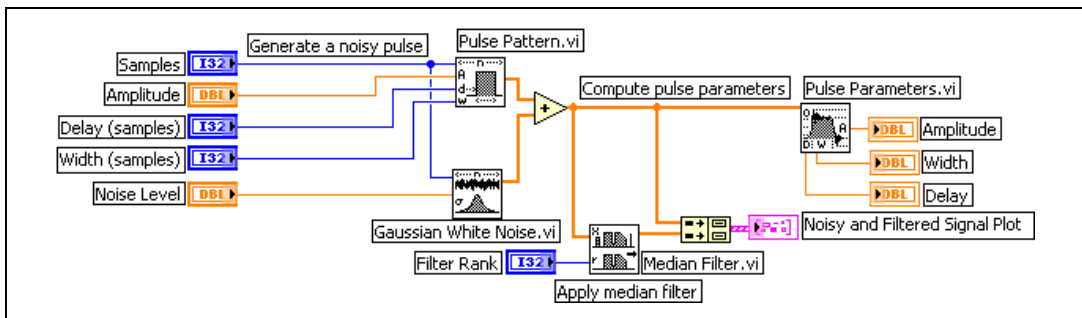 Generate a noisy pulse
Pulse Pattern.vi
Samples I32
Amplitude DBL
Delay (samples) I32
Width (samples) I32
Noise Level DBL
n
A
d
w
n
σ
Gaussian White Noise.vi
+
Compute pulse parameters
Pulse Parameters.vi
O
A
D W
DBL Amplitude
DBL Width
DBL Delay
Noisy and Filtered Signal Plot
Filter Rank I32
X
r
Median Filter.vi
Apply median filter